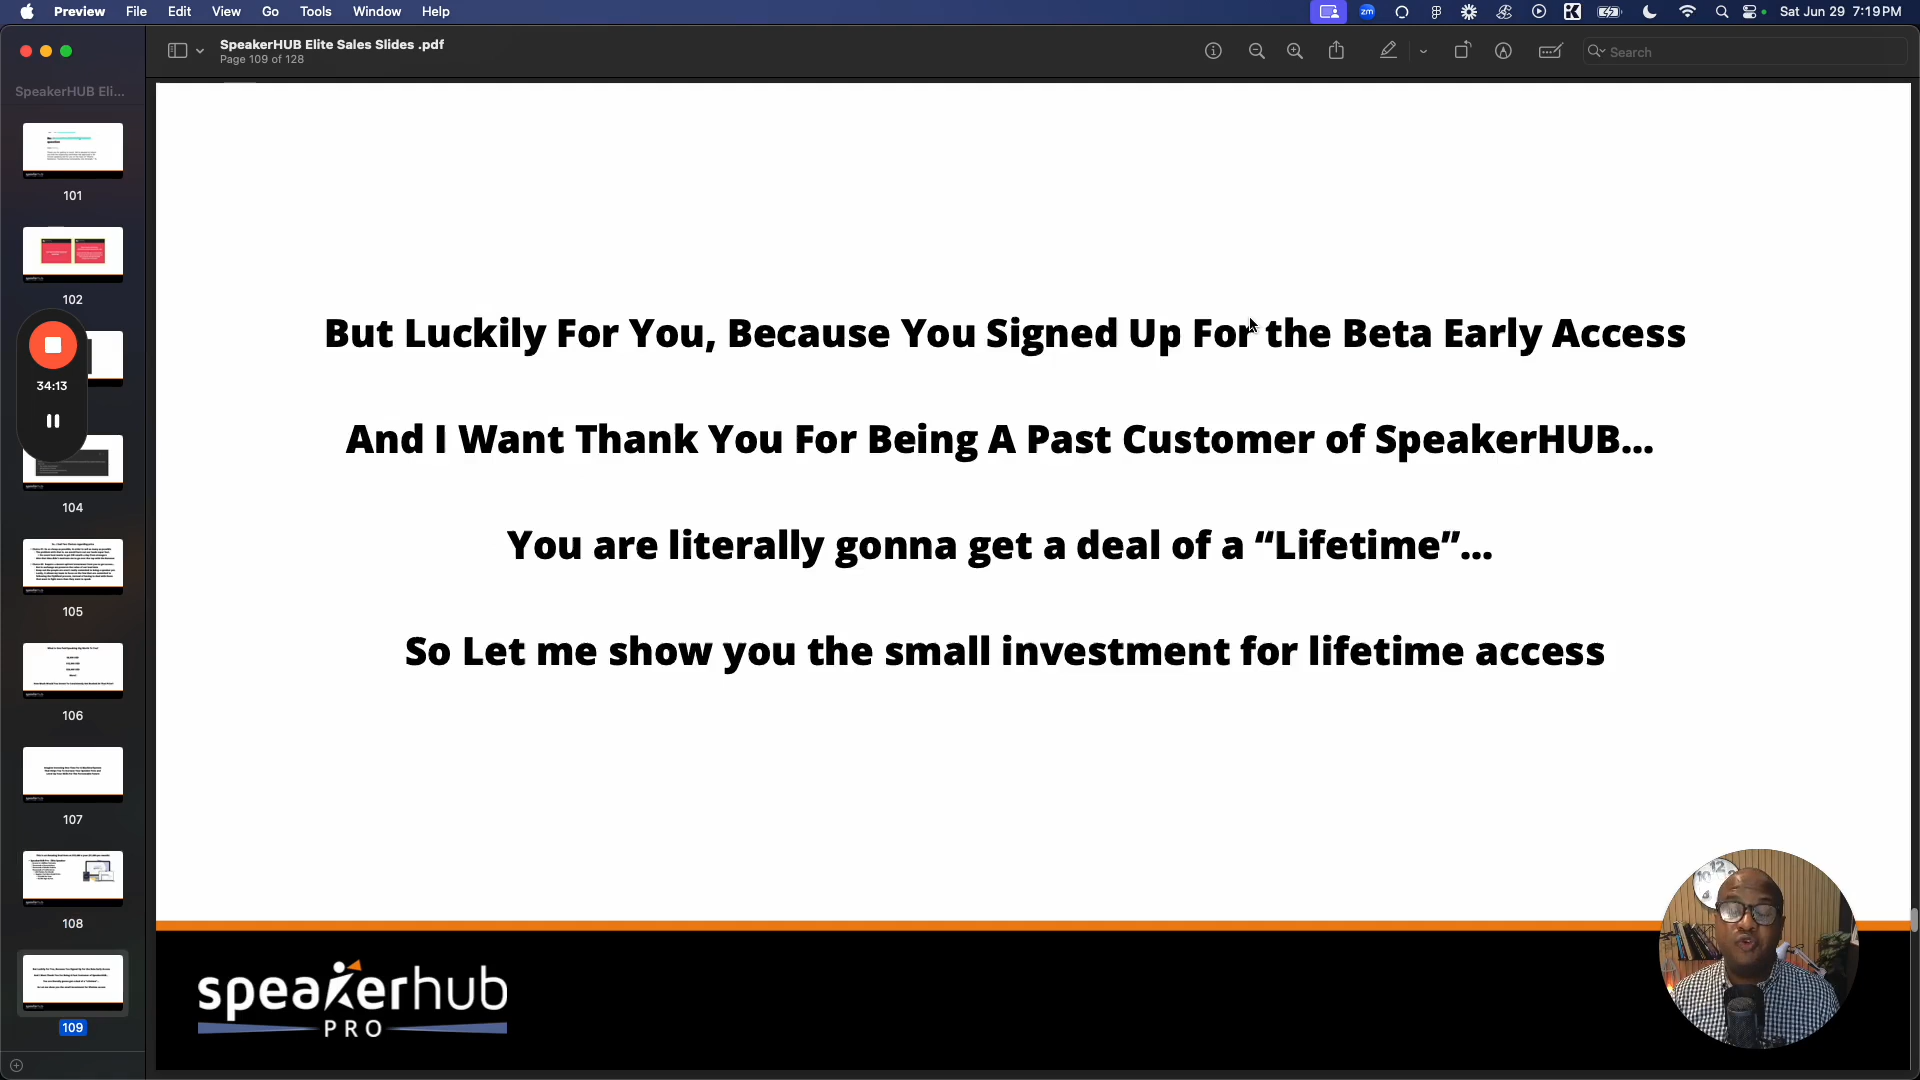 Preview File Edit View Go Tools Window Help
zm
Sat Jun 29 7:19 PM
SpeakerHUB Elite Sales Slides .pdf
Page 109 of 128
Search
SpeakerHUB Eli...
101
102
34:13
104
105
106
107
108
109
But Luckily For You, Because You Signed Up For the Beta Early Access
And I Want Thank You For Being A Past Customer of SpeakerHUB...
You are literally gonna get a deal of a “Lifetime”...
So Let me show you the small investment for lifetime access
speakerhub
PRO